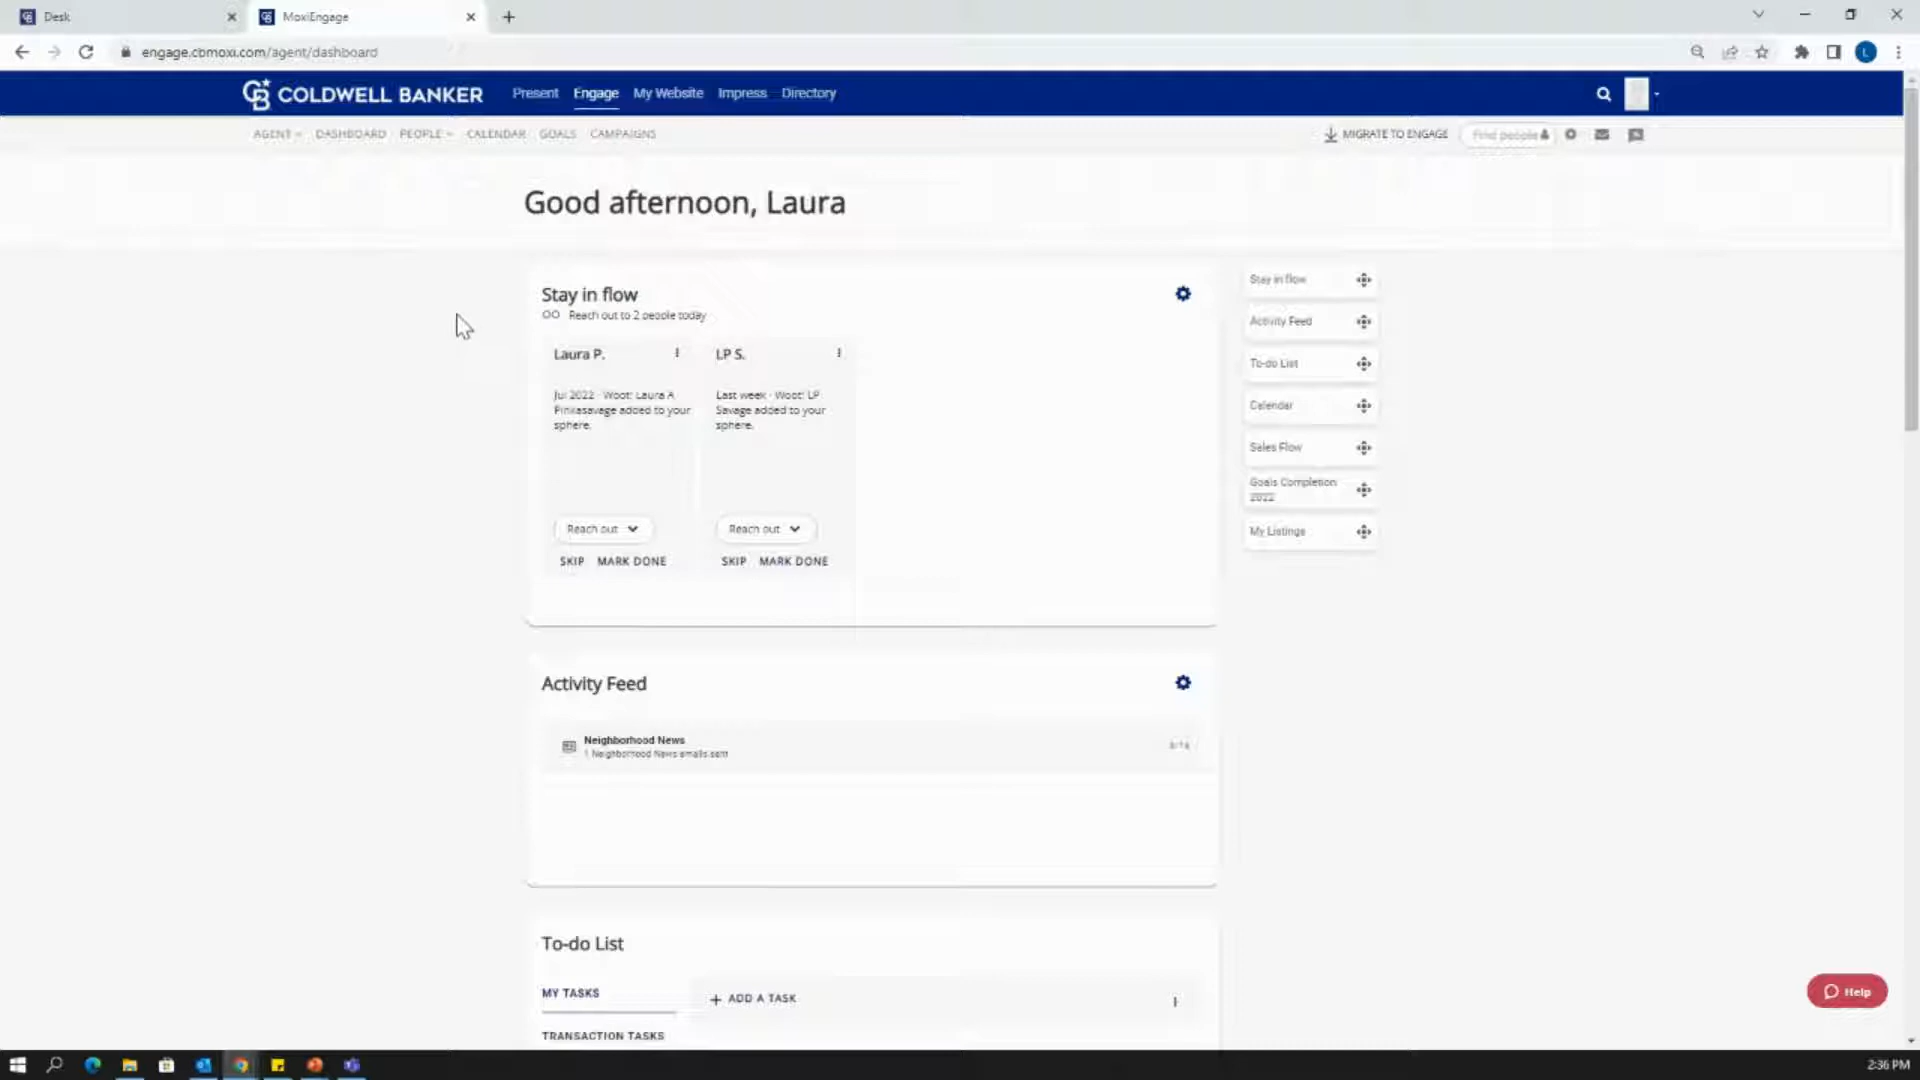 Desk
MoxiEngage
engage.cbmoxi.com/agent/dashboard
L
COLDWELL BANKER
Present
Engage
My Website
Impress
Directory
AGENT
DASHBOARD
PEOPLE
CALENDAR
GOALS
CAMPAIGNS
MIGRATE TO ENGAGE
Find people
Good afternoon, Laura
Stay in flow
Reach out to 2 people today
Laura P.
Jul 2022 - Woot: Laura A
Pinkasavage added to your
sphere.
Reach out
SKIP
MARK DONE
LP S.
Last week - Woot: LP
Savage added to your
sphere.
Reach out
SKIP
MARK DONE
Stay in flow
Activity Feed
To-do List
Calendar
Sales Flow
Goals Completion
2022
My Listings
Activity Feed
Neighborhood News
1 Neighborhood News emails sent
To-do List
MY TASKS
+ ADD A TASK
TRANSACTION TASKS
Help
2:36 PM